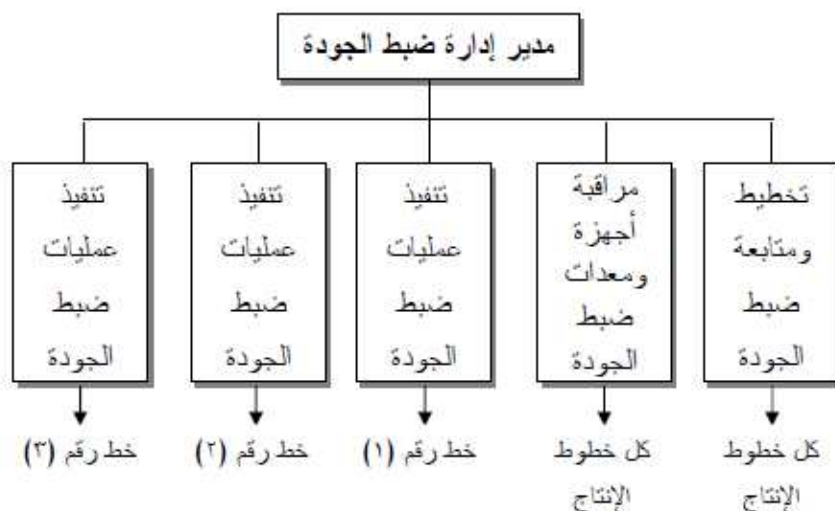 مدير إدارة ضبط الجودة
تخطيط
ومتابعة
ضبط
الجودة
كل خطوط
الإنتاج
مراقبة
أجهزة
ومعدات
ضبط
الجودة
كل خطوط
الإنتاج
تنفيذ
عمليات
ضبط
الجودة
خط رقم (١)
تنفيذ
عمليات
ضبط
الجودة
خط رقم (٢)
تنفيذ
عمليات
ضبط
الجودة
خط رقم (٣)